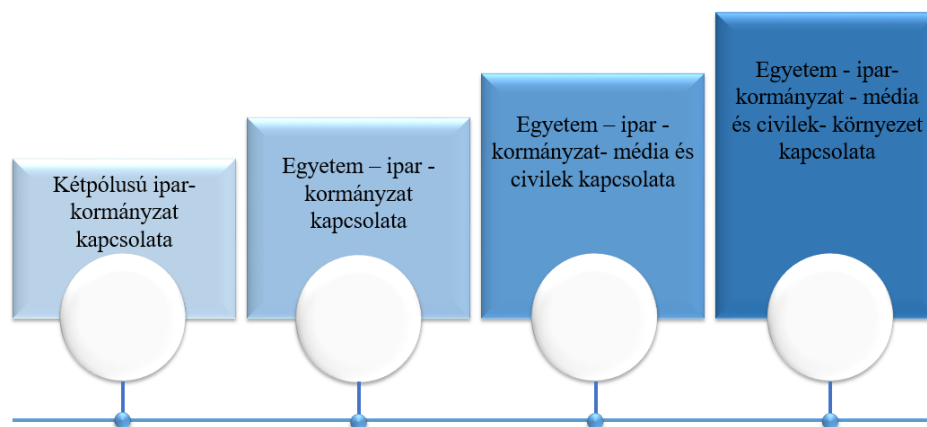 Kétpólusú ipar-
kormányzat
kapcsolata
Egyetem – ipar -
kormányzat
kapcsolata
Egyetem – ipar -
kormányzat- média és
civilek kapcsolata
Egyetem - ipar-
kormányzat - média
és civilek- környezet
kapcsolata